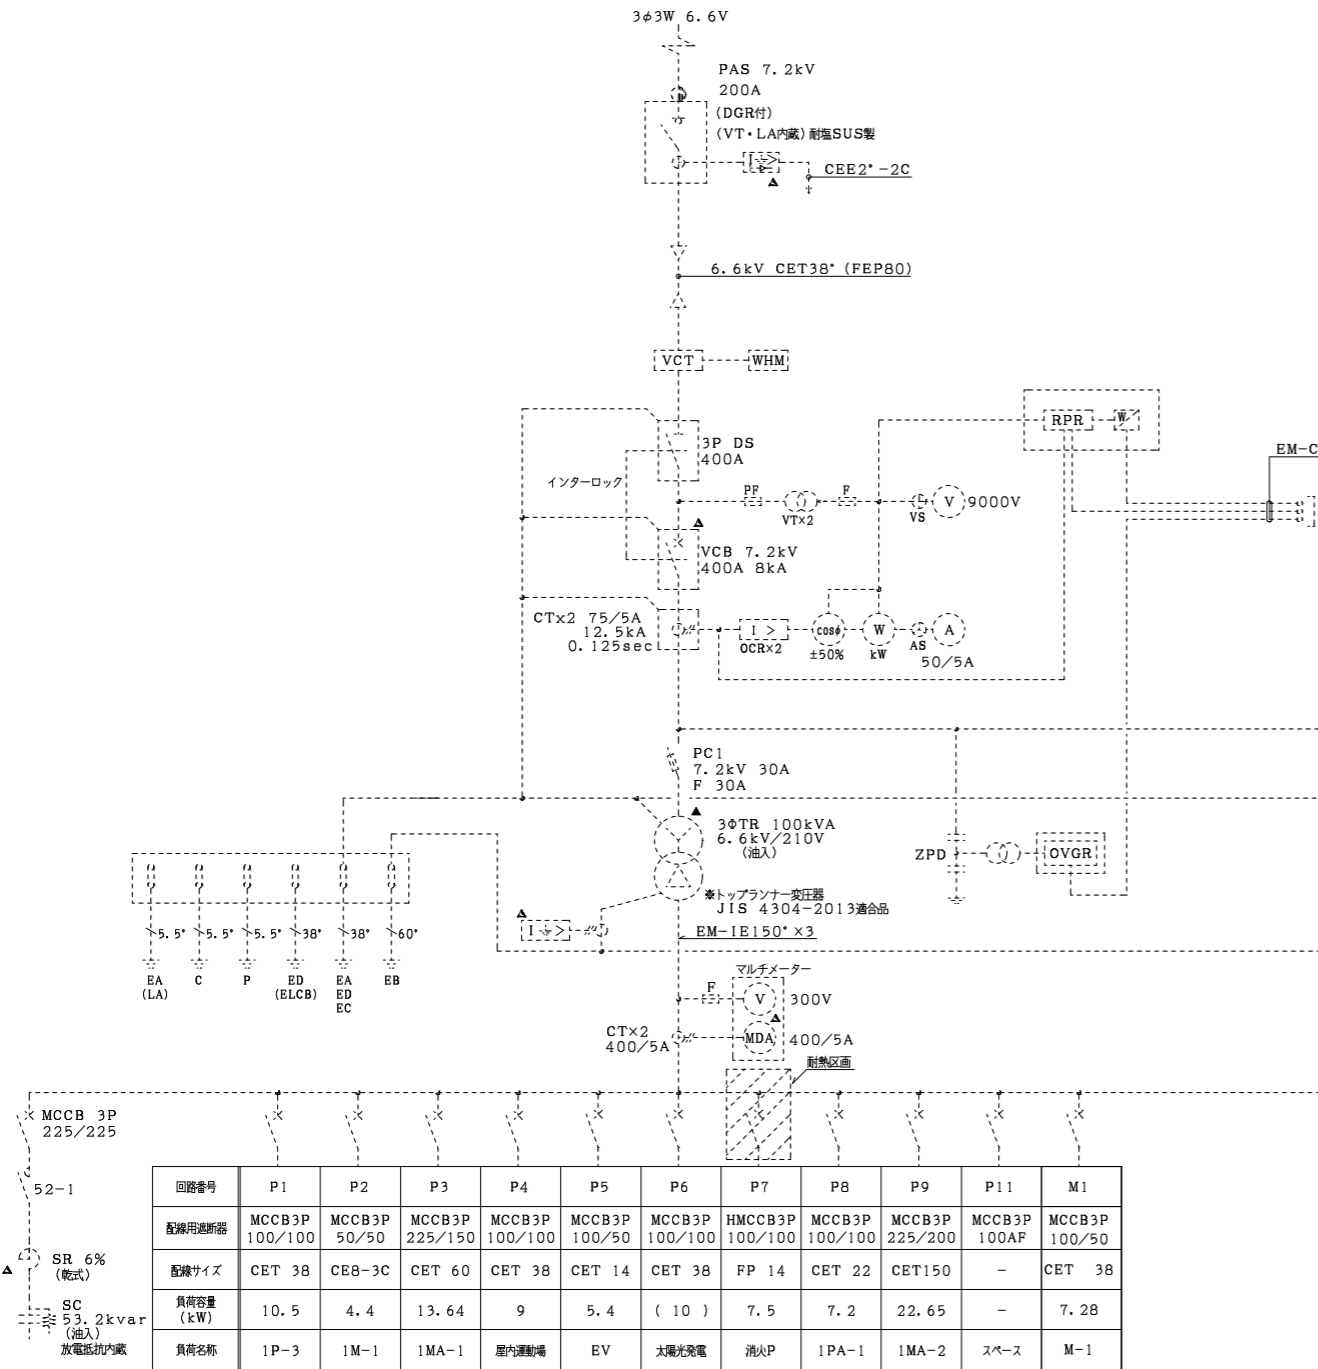 3φ3W 6.6V
PAS 7.2kV
200A
(DGR付)
(VT・LA内蔵)耐塩SUS製
I ->
CEE2° -2C
6.6kV CET38° (FEP80)
VCT
WHM
3P DS
400A
インターロック
PF
VT×2
F
VS
V
9000V
RPR
W
EM-C
VCB 7.2kV
400A 8kA
CTx2 75/5A
12.5kA
0.125sec
I >
OCR×2
cosφ
±50%
W
kW
AS
A
50/5A
PC1
7.2kV 30A
F 30A
3ΦTR 100kVA
6.6kV/210V
(油入)
※トップランナー変圧器
JIS 4304-2013適合品
ZPD
OVGR
I ->
EM-IE150° ×3
5.5° 5.5° 5.5° 38° 38° 60°
EA C P ED EA EB
(LA) (ELCB) ED
EC
マルチメーター
F
V
300V
CT×2
400/5A
MDA
400/5A
耐熱区画
MCCB 3P
225/225
52-1
SR 6%
(乾式)
SC
53.2kvar
(油入)
放電抵抗内蔵
回路番号 P1 P2 P3 P4 P5 P6 P7 P8 P9 P11 M1
配線用遮断器 MCCB3P MCCB3P MCCB3P MCCB3P MCCB3P MCCB3P HMCCB3P MCCB3P MCCB3P MCCB3P MCCB3P
100/100 50/50 225/150 100/100 100/50 100/100 100/100 100/100 225/200 100AF 100/50
配線サイズ CET 38 CE8-3C CET 60 CET 38 CET 14 CET 38 FP 14 CET 22 CET150 - CET 38
負荷容量
(kW) 10.5 4.4 13.64 9 5.4 ( 10 ) 7.5 7.2 22.65 - 7.28
負荷名称 1P-3 1M-1 1MA-1 屋内運動場 EV 太陽光発電 消火P 1PA-1 1MA-2 スペース M-1